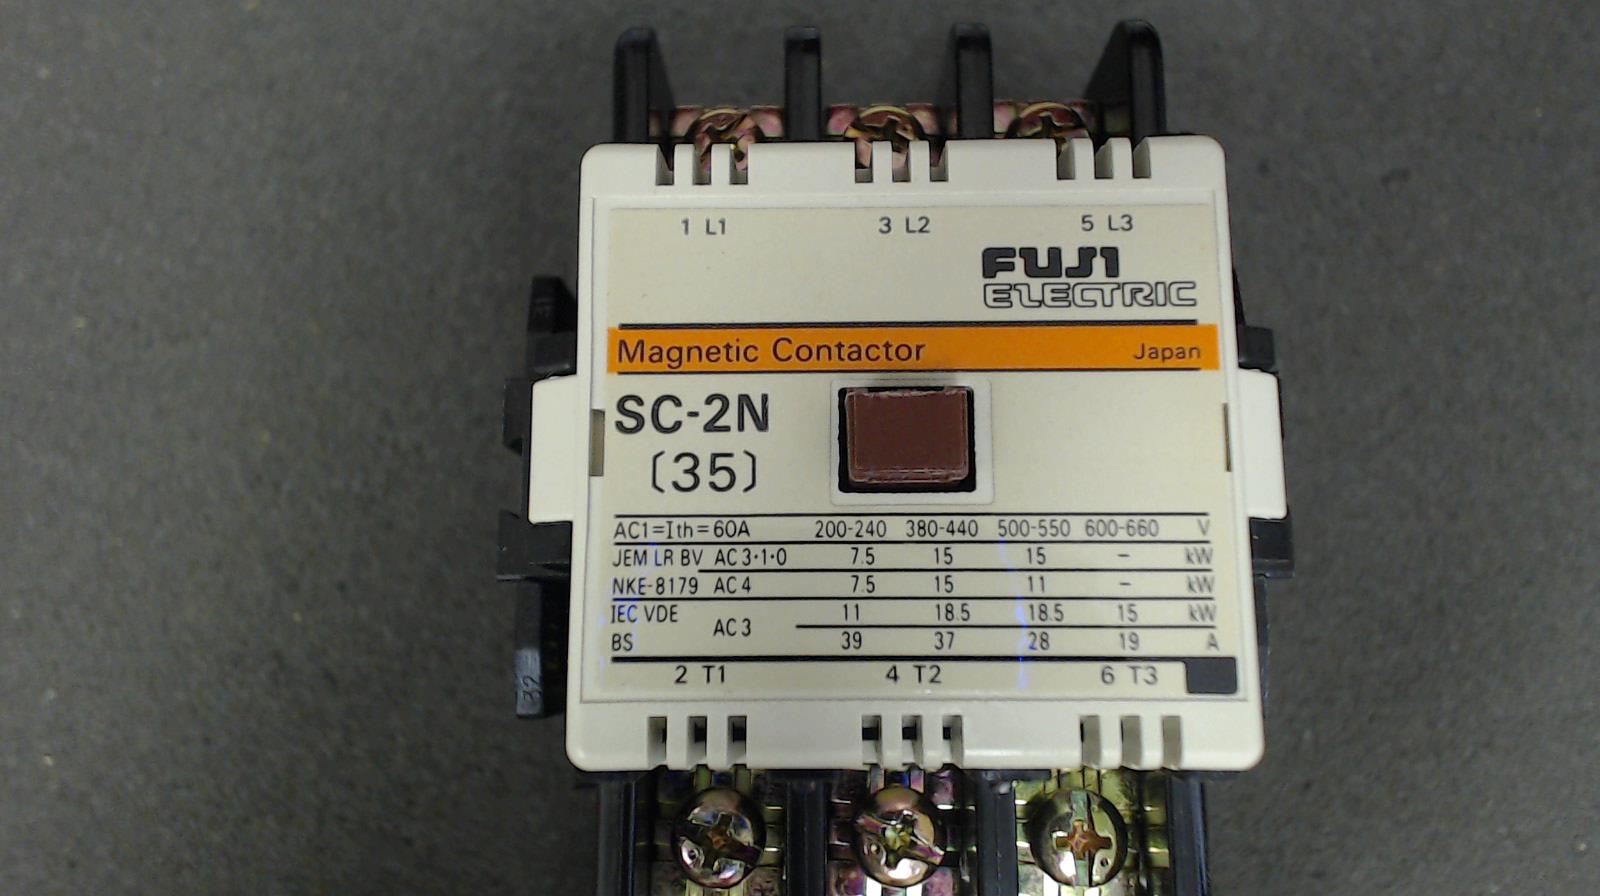 1 L1 3 L2 5 L3
FUJI
ELECTRIC
31
Magnetic Contactor Japan
SC-2N
(35)
AC1=Ith=60A 200-240 380-440 500-550 600-660 V
JEM LR BV AC3·1·0 7.5 15 15 – kW
NKE-8179 AC4 7.5 15 11 – kW
IEC VDE 11 18.5 18.5 15 kW
AC3
BS 39 37 28 19 A
2 T1 4 T2 6 T3
32